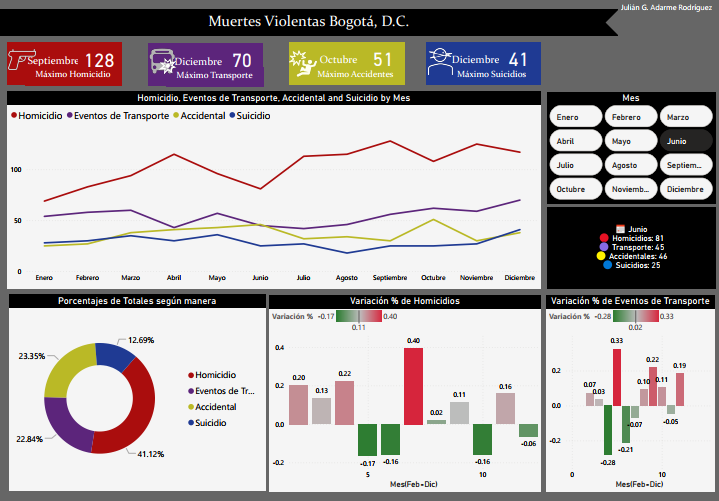 Julián G. Adarme Rodríguez
Muertes Violentas Bogotá, D.C.
Septiembre 128
Máximo Homicidio
Diciembre 70
Máximo Transporte
Octubre 51
Máximo Accidentes
Diciembre 41
Máximo Suicidios
Homicidio, Eventos de Transporte, Accidental and Suicidio by Mes
Homicidio Eventos de Transporte Accidental Suicidio
100
50
0
Enero Febrero Marzo Abril Mayo Junio Julio Agosto Septiembre Octubre Noviembre Diciembre
Mes
Enero Febrero Marzo
Abril Mayo Junio
Julio Agosto Septiem...
Octubre Noviemb... Diciembre
Junio
Homicidios: 81
Transporte: 45
Accidentales: 46
Suicidios: 25
Porcentajes de Totales según manera
12.69%
23.35%
22.84%
41.12%
Homicidio
Eventos de Tr...
Accidental
Suicidio
Variación % de Homicidios
Variación % -0.17 0.40
0.11
0.4
0.2
0.0
-0.2
0.20 0.13 0.22 -0.17 -0.16 0.40 0.02 0.11 -0.16 0.16 -0.06
5 10
Mes(Feb=Dic)
Variación % de Eventos de Transporte
Variación % -0.28 0.33
0.02
0.2
0.0
-0.2
0.07 0.03 -0.28 0.33 -0.21 -0.07 0.10 0.22 0.11 -0.05 0.19
0 10
Mes(Feb=Dic)